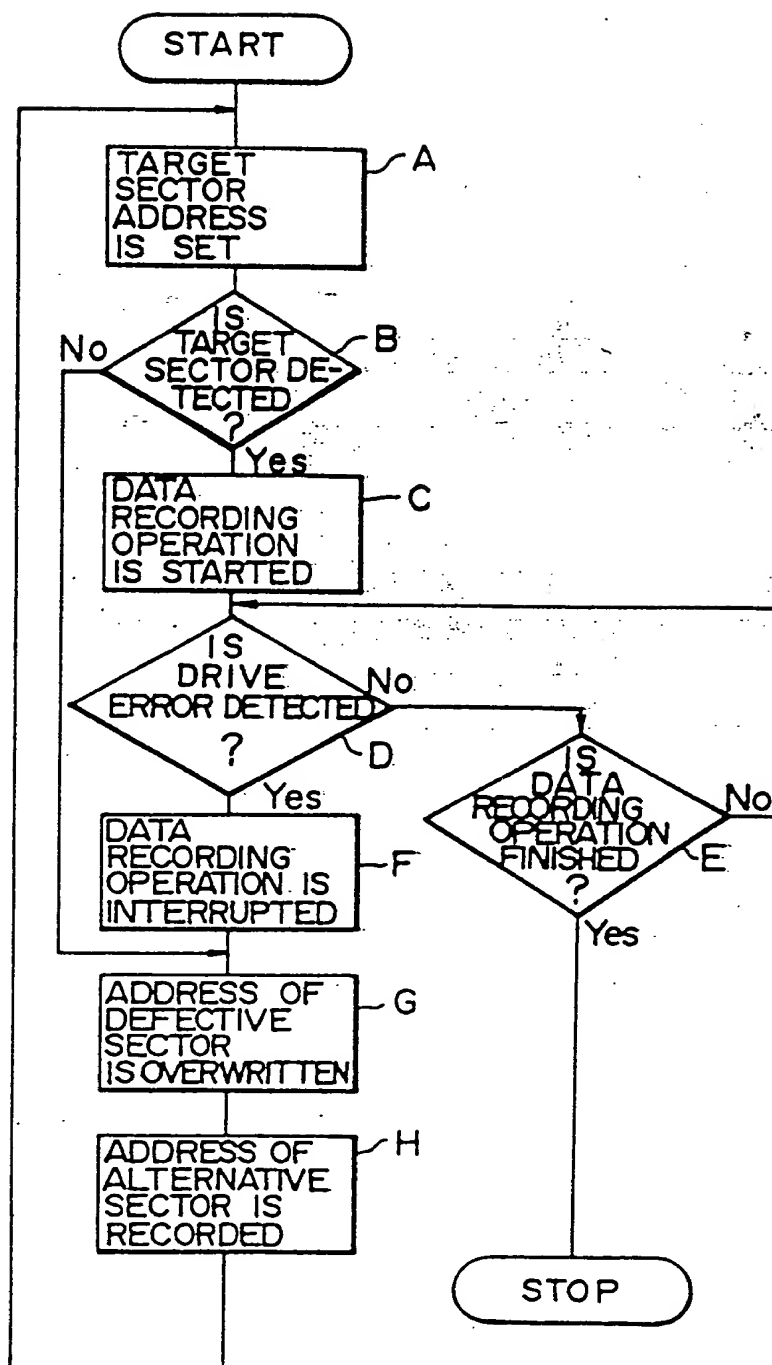 START
TARGET
SECTOR
ADDRESS
IS SET
A
IS
TARGET
SECTOR DE-
TECTED
?
B
No
Yes
DATA
RECORDING
OPERATION
IS STARTED
C
IS
DRIVE
ERROR DETECTED
?
No
D
Yes
IS
DATA
RECORDING
OPERATION
FINISHED
?
No
E
Yes
DATA
RECORDING
OPERATION IS
INTERRUPTED
F
ADDRESS OF
DEFECTIVE
SECTOR
IS OVERWRITTEN
G
ADDRESS OF
ALTERNATIVE
SECTOR IS
RECORDED
H
STOP